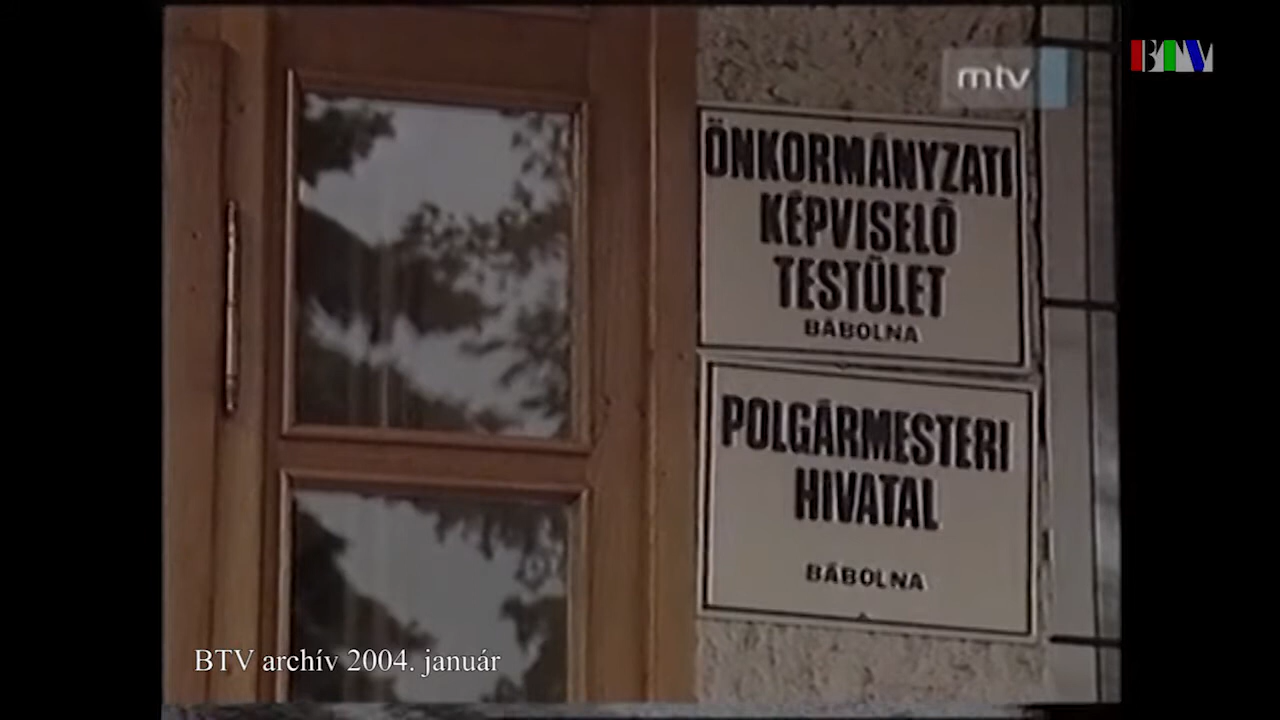 BTV
mtv
ÖNKORMÁNYZATI
KÉPVISELŐ
TESTÜLET
BÁBOLNA
POLGÁRMESTERI
HIVATAL
BÁBOLNA
BTV archív 2004. január